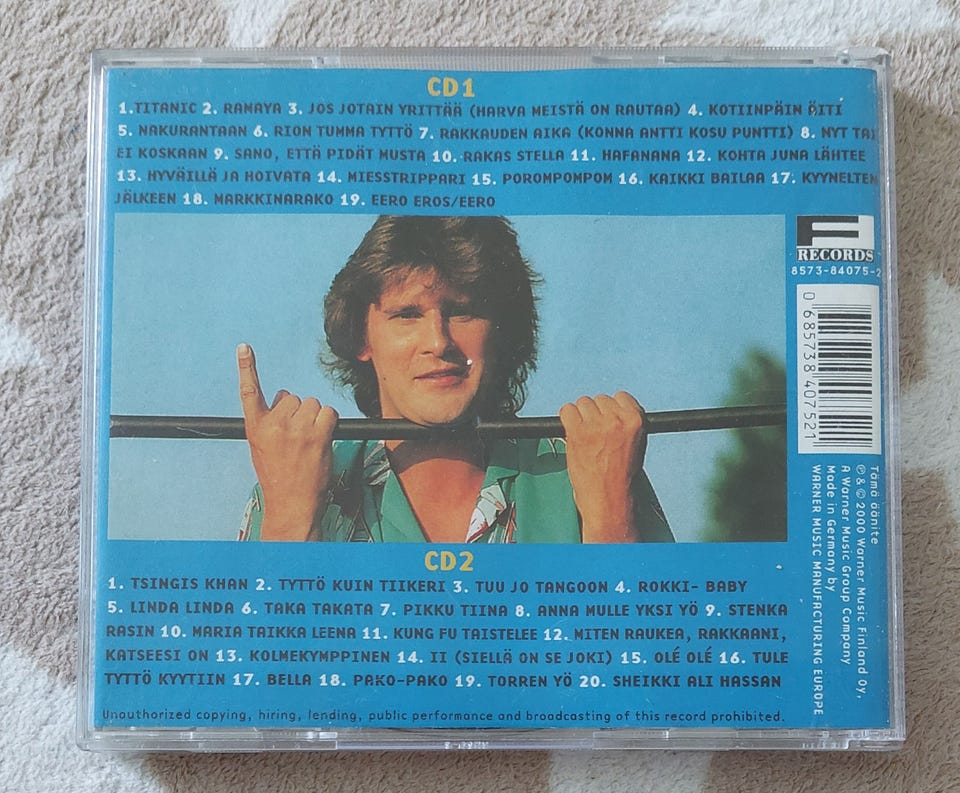 CD1
1.TITANIC 2. RANAYA 3. JOS JOTAIN YRITTÄÄ (HARVA MEISTÄ ON RAUTAA) 4. KOTIINPÄIN ÄITI
5. NAKURANTAAN 6. RION TUMMA TYTTÖ 7. RAKKAUDEN AIKA (KONNA ANTTI KOSU PUNTTI) 8. NYT TAI
EI KOSKAAN 9. SANO, ETTÄ PIDÄT MUSTA 10. RAKAS STELLA 11. HAFANANA 12. KOHTA JUNA LÄHTEE
13. HYVÄILLÄ JA HOIVATA 14. MIESSTRIPPARI 15. POROMPOMPOM 16. KAIKKI BAILAA 17. KYYNELTEN
JÄLKEEN 18. MARKKINARAKO 19. EERO EROS/EERO
F
RECORDS
8573-84075-2
0 685738 407521
Tämä äänite
℗ & © 2000 Warner Music Finland Oy,
A Warner Music Group Company
Made in Germany by
WARNER MUSIC MANUFACTURING EUROPE
CD2
1. TSINGIS KHAN 2. TYTTÖ KUIN TIIKERI 3. TUU JO TANGOON 4. ROKKI- BABY
5. LINDA LINDA 6. TAKA TAKATA 7. PIKKU TIINA 8. ANNA MULLE YKSI YÖ 9. STENKA
RASIN 10. MARIA TAIKKA LEENA 11. KUNG FU TAISTELEE 12. MITEN RAUKEA, RAKKAANI,
KATSEESI ON 13. KOLMEKYMPPINEN 14. II (SIELLÄ ON SE JOKI) 15. OLÉ OLÉ 16. TULE
TYTTÖ KYYTIIN 17. BELLA 18. PAKO-PAKO 19. TORREN YÖ 20. SHEIKKI ALI HASSAN
Unauthorized copying, hiring, lending, public performance and broadcasting of this record prohibited.